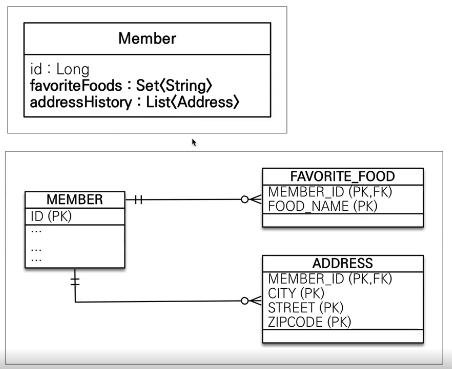 Member
id : Long
favoriteFoods : Set<String>
addressHistory : List<Address>
FAVORITE_FOOD
MEMBER_ID (PK,FK)
FOOD_NAME (PK)
MEMBER
ID (PK)
...
...
...
ADDRESS
MEMBER_ID (PK,FK)
CITY (PK)
STREET (PK)
ZIPCODE (PK)